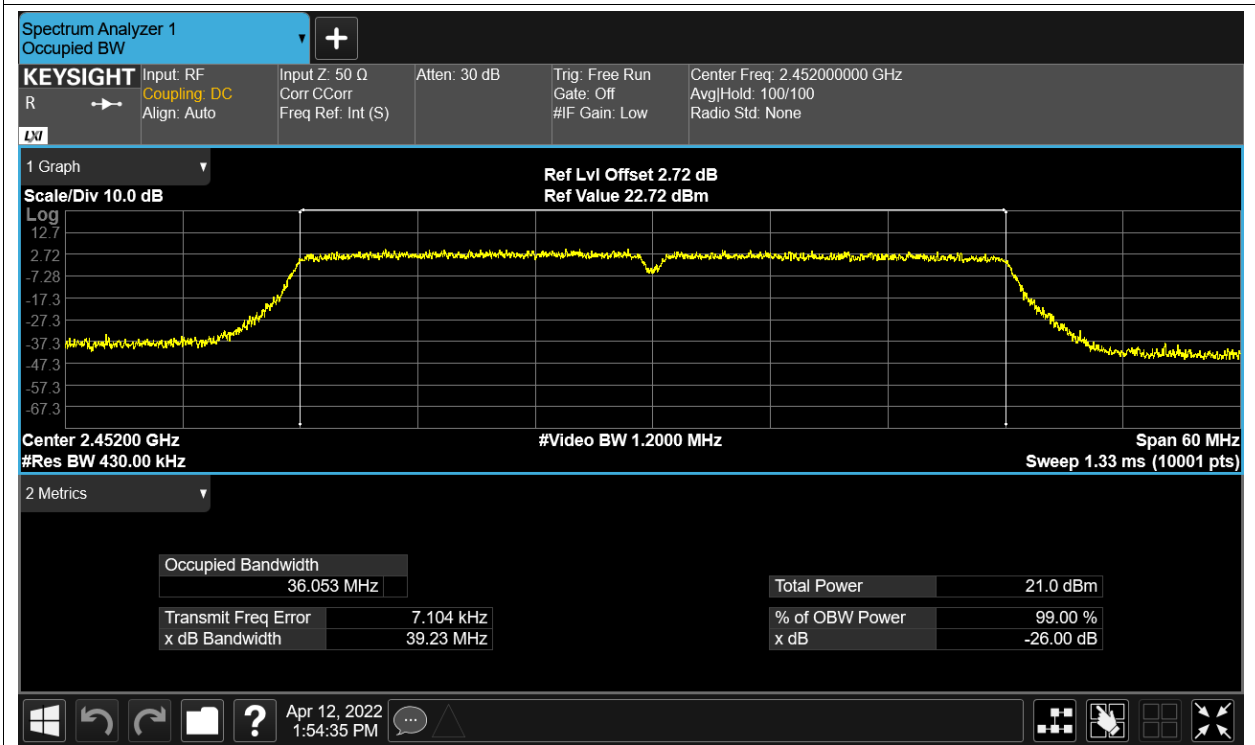 Spectrum Analyzer 1
Occupied BW
KEYSIGHT
R
LXI
Input: RF
Coupling: DC
Align: Auto
Input Z: 50 Ω
Corr CCorr
Freq Ref: Int (S)
Atten: 30 dB
Trig: Free Run
Gate: Off
#IF Gain: Low
Center Freq: 2.452000000 GHz
Avg|Hold: 100/100
Radio Std: None
1 Graph
Scale/Div 10.0 dB
Ref Lvl Offset 2.72 dB
Ref Value 22.72 dBm
Log
12.7
2.72
-7.28
-17.3
-27.3
-37.3
-47.3
-57.3
-67.3
Center 2.45200 GHz
#Video BW 1.2000 MHz
Span 60 MHz
#Res BW 430.00 kHz
Sweep 1.33 ms (10001 pts)
2 Metrics
Occupied Bandwidth
36.053 MHz
Total Power 21.0 dBm
Transmit Freq Error 7.104 kHz
% of OBW Power 99.00 %
x dB Bandwidth 39.23 MHz
x dB -26.00 dB
?
Apr 12, 2022
1:54:35 PM